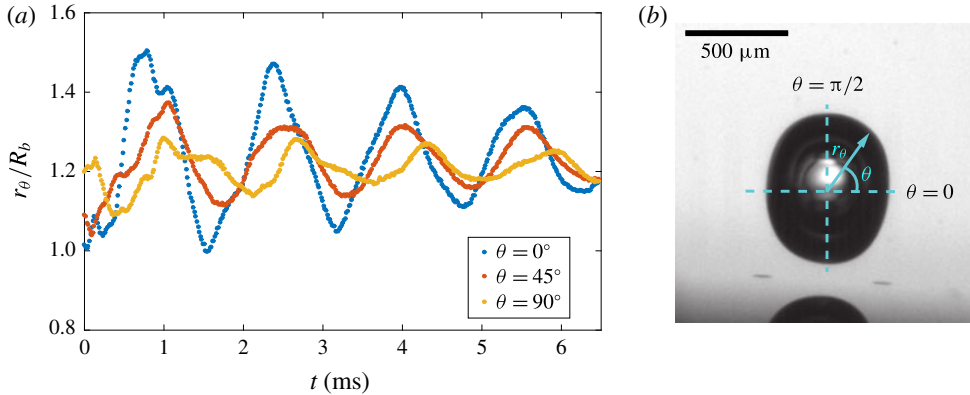 (a)
1.6
1.4
1.2
1.0
0.8
r_θ/R_b
0 1 2 3 4 5 6
t (ms)
θ = 0°
θ = 45°
θ = 90°
(b)
500 μm
θ = π/2
r_θ
θ
θ = 0